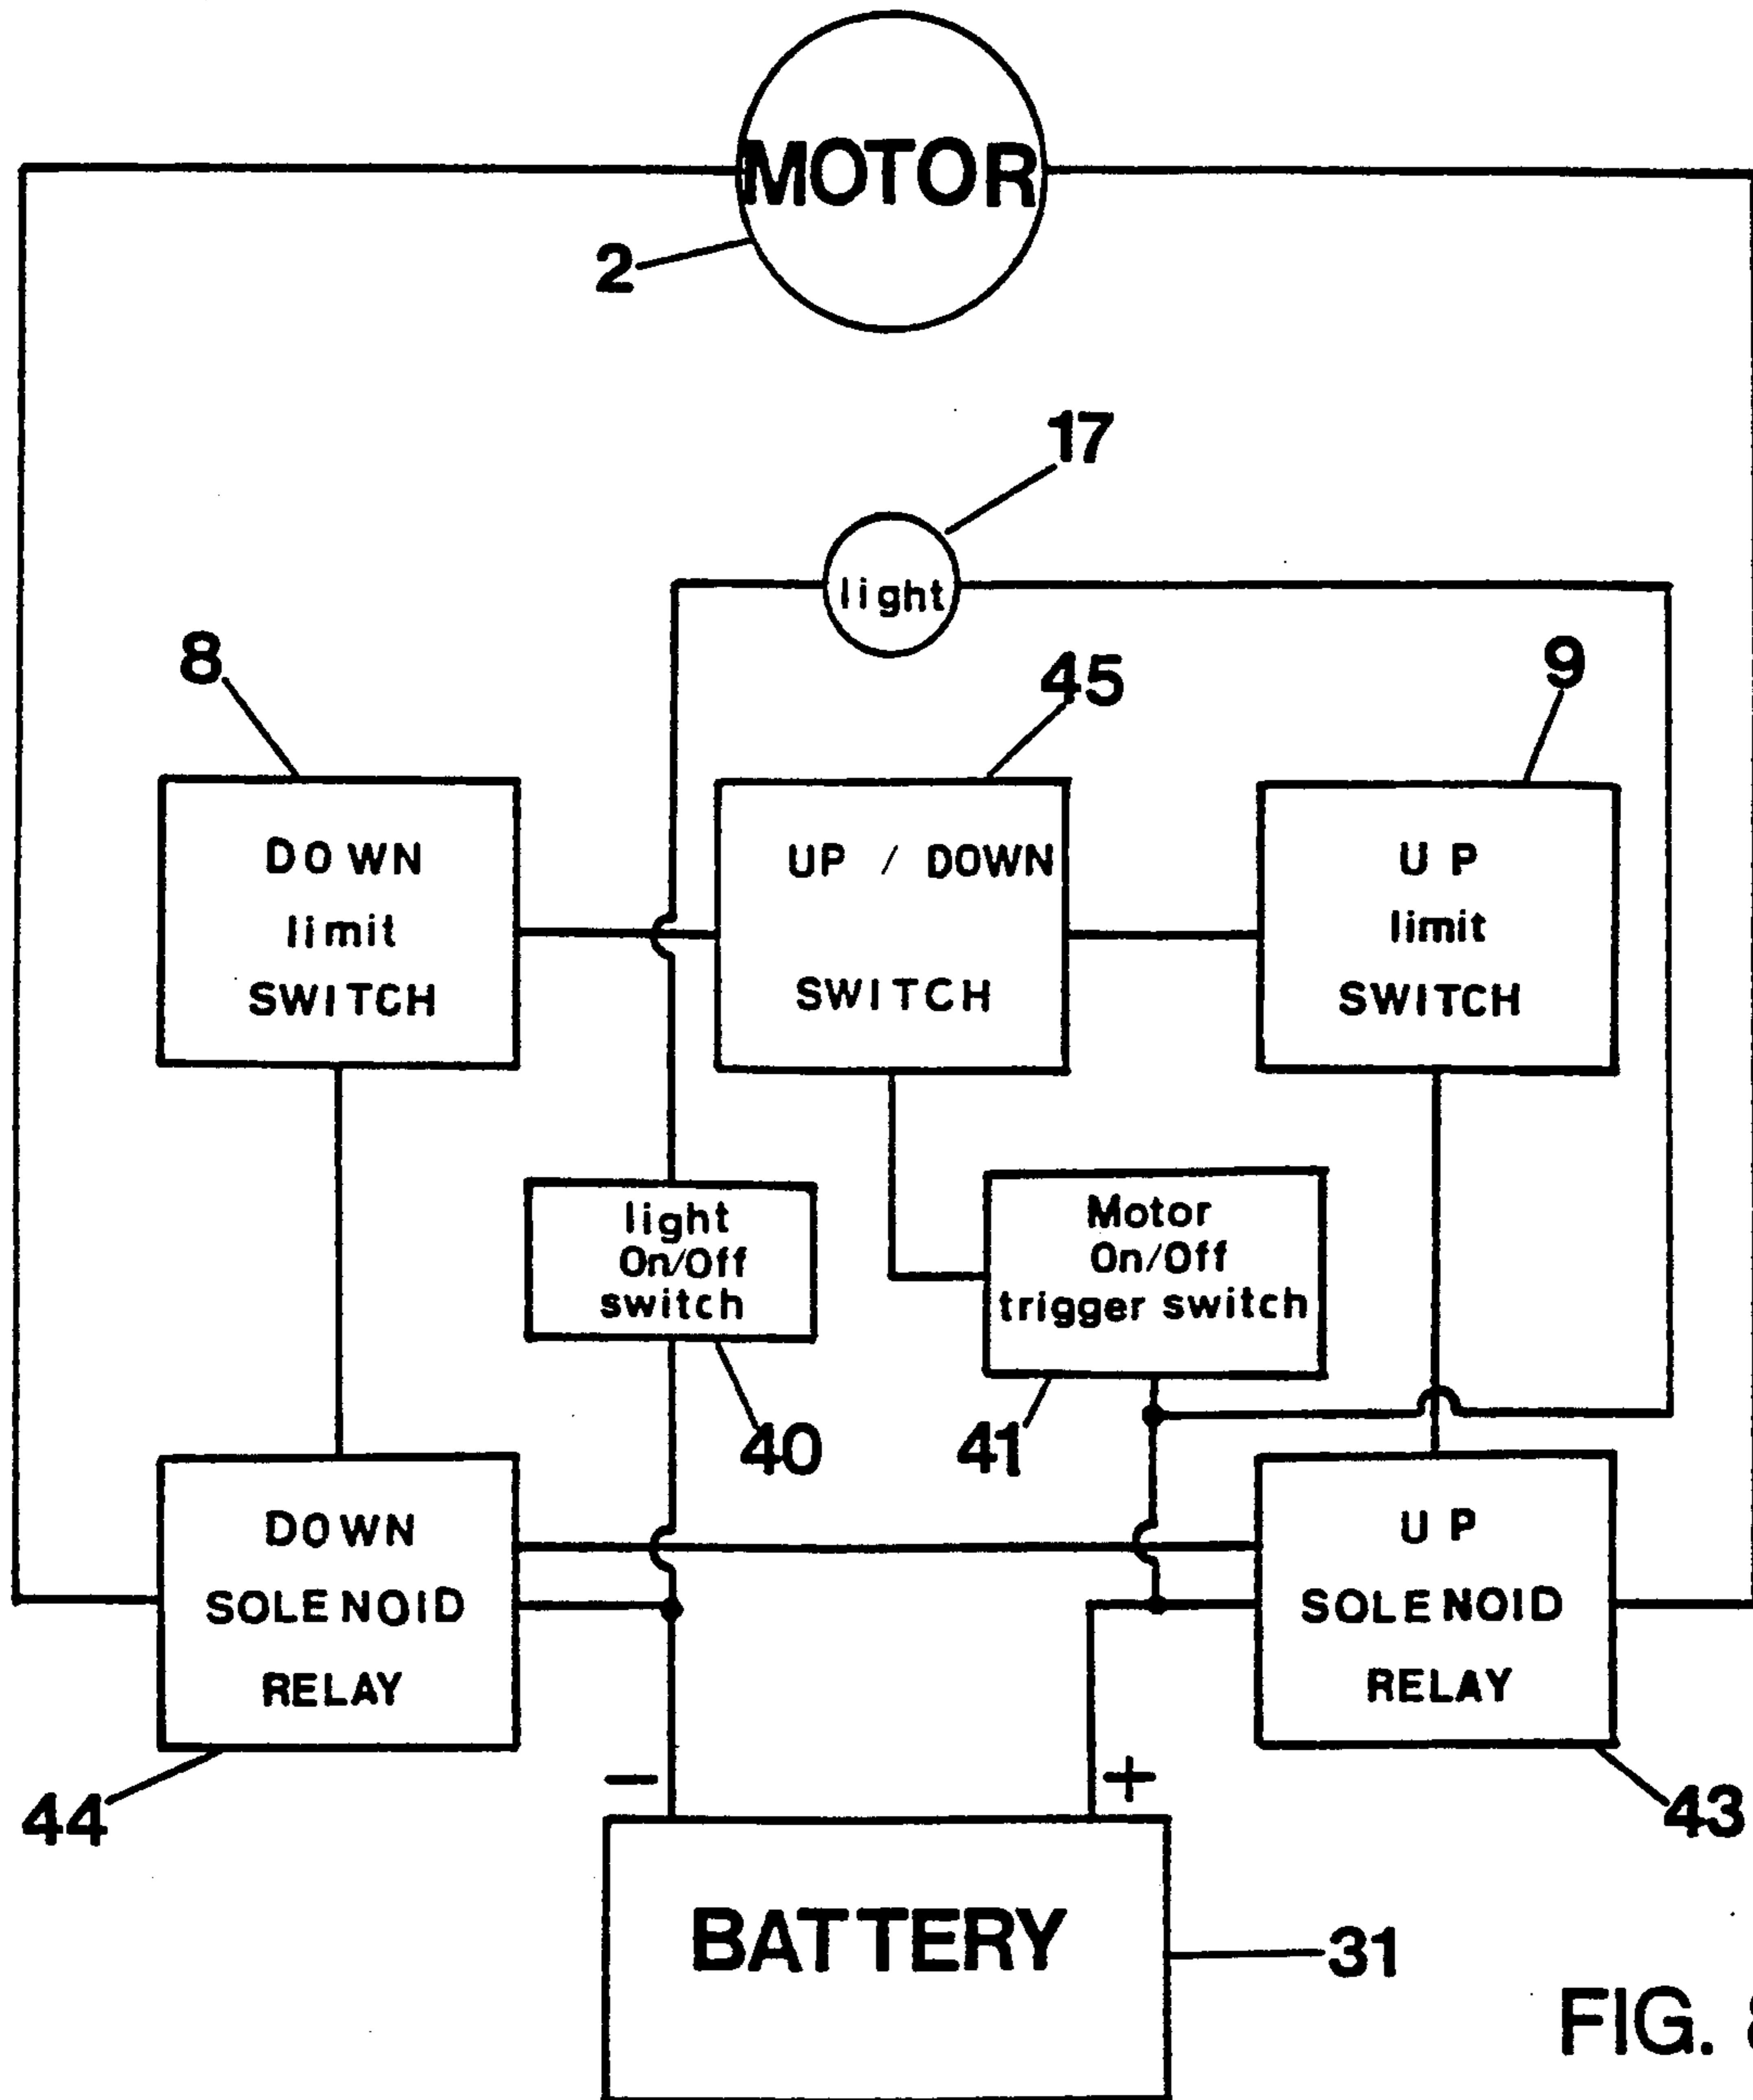 MOTOR
2
17
light
8
45
9
DOWN
limit
SWITCH
UP / DOWN
SWITCH
UP
limit
SWITCH
light
On/Off
switch
Motor
On/Off
trigger switch
40
41
DOWN
SOLENOID
RELAY
UP
SOLENOID
RELAY
44
−
+
43
BATTERY
31
FIG. 8